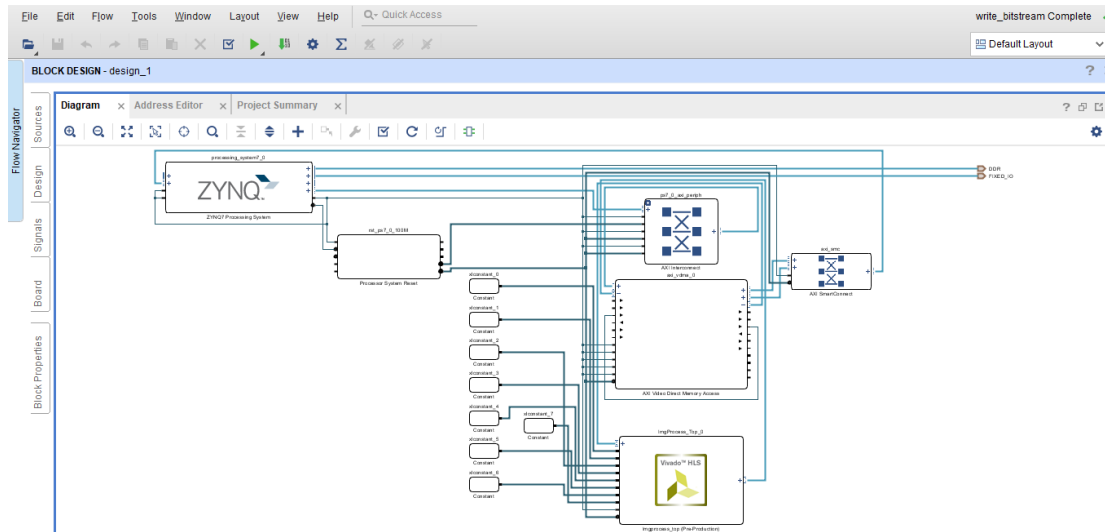 File Edit Flow Tools Window Layout View Help Quick Access write_bitstream Complete
Default Layout
BLOCK DESIGN - design_1 ?
Diagram × Address Editor × Project Summary × ?
Flow Navigator
Sources
Design
Signals
Board
Block Properties
processing_system7_0
ZYNQ
ZYNQ7 Processing System
DDR
FIXED_IO
rst_ps7_0_100M
Processor System Reset
ps7_0_axi_periph
AXI Interconnect
axi_smc
AXI SmartConnect
axi_vdma_0
AXI Video Direct Memory Access
xlconstant_0
Constant
xlconstant_1
Constant
xlconstant_2
Constant
xlconstant_3
Constant
xlconstant_4
Constant
xlconstant_7
Constant
xlconstant_5
Constant
xlconstant_6
Constant
ImgProcess_Top_0
Vivado™ HLS
Imgprocess_top (Pre-Production)